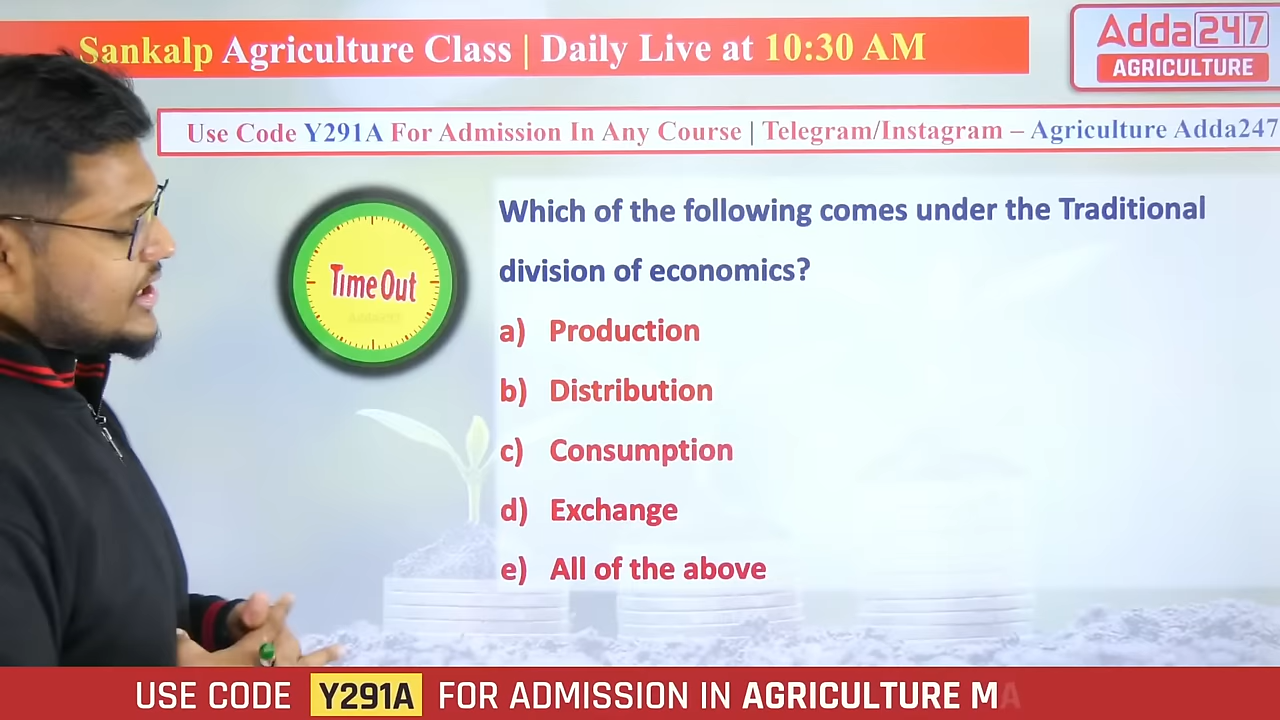 Sankalp Agriculture Class | Daily Live at 10:30 AM
Adda247
AGRICULTURE
Use Code Y291A For Admission In Any Course | Telegram/Instagram – Agriculture Adda247
Time Out
Which of the following comes under the Traditional
division of economics?
a) Production
b) Distribution
c) Consumption
d) Exchange
e) All of the above
USE CODE Y291A FOR ADMISSION IN AGRICULTURE MA